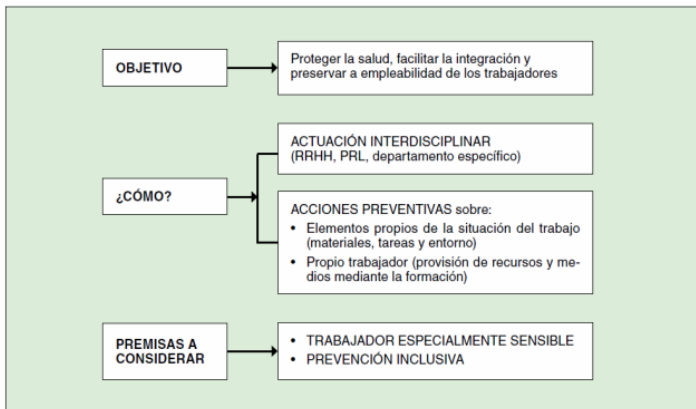 OBJETIVO
Proteger la salud, facilitar la integración y
preservar a empleabilidad de los trabajadores
¿CÓMO?
ACTUACIÓN INTERDISCIPLINAR
(RRHH, PRL, departamento específico)
ACCIONES PREVENTIVAS sobre:
• Elementos propios de la situación del trabajo
(materiales, tareas y entorno)
• Propio trabajador (provisión de recursos y me-
dios mediante la formación)
PREMISAS A
CONSIDERAR
• TRABAJADOR ESPECIALMENTE SENSIBLE
• PREVENCIÓN INCLUSIVA